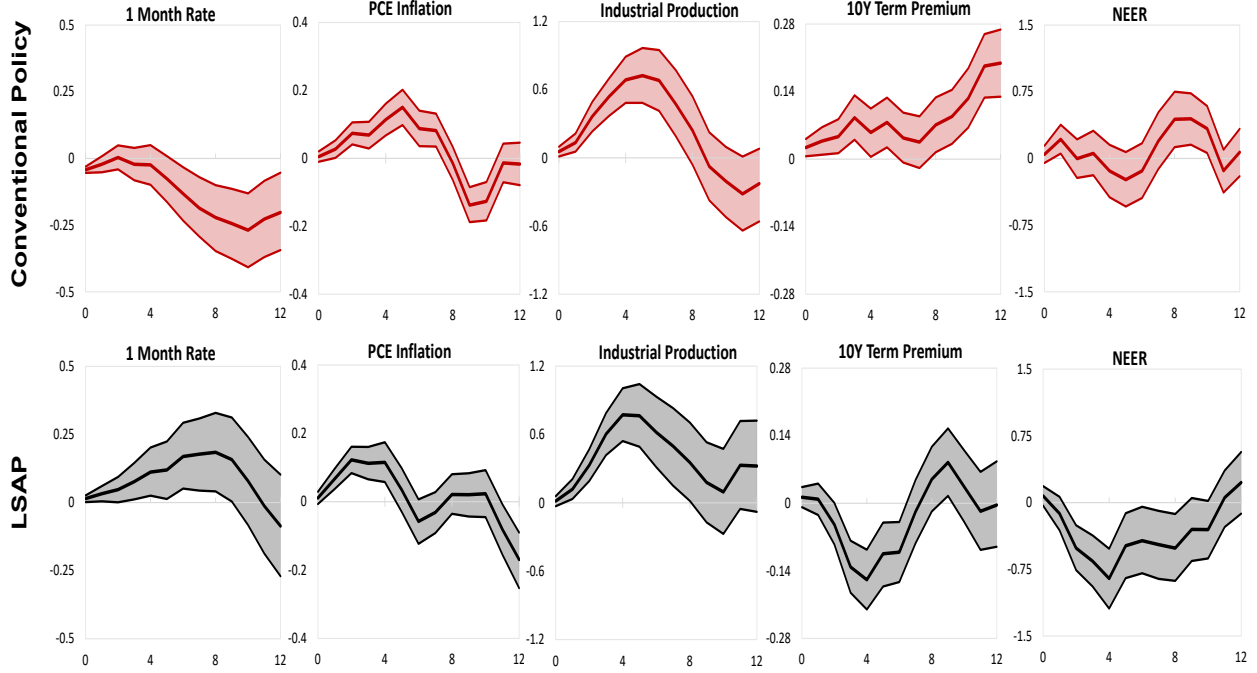 Conventional Policy
1 Month Rate
0.5
0.25
0
-0.25
-0.5
0 4 8 12
PCE Inflation
0.4
0.2
0.0
-0.2
-0.4
0 4 8 12
Industrial Production
1.2
0.6
0
-0.6
-1.2
0 4 8 12
10Y Term Premium
0.28
0.14
0
-0.14
-0.28
0 4 8 12
NEER
1.5
0.75
0
-0.75
-1.5
0 4 8 12
LSAP
1 Month Rate
0.5
0.25
0
-0.25
-0.5
0 4 8 12
PCE Inflation
0.4
0.2
0.0
-0.2
-0.4
0 4 8 12
Industrial Production
1.2
0.6
0
-0.6
-1.2
0 4 8 12
10Y Term Premium
0.28
0.14
0
-0.14
-0.28
0 4 8 12
NEER
1.5
0.75
0
-0.75
-1.5
0 4 8 12